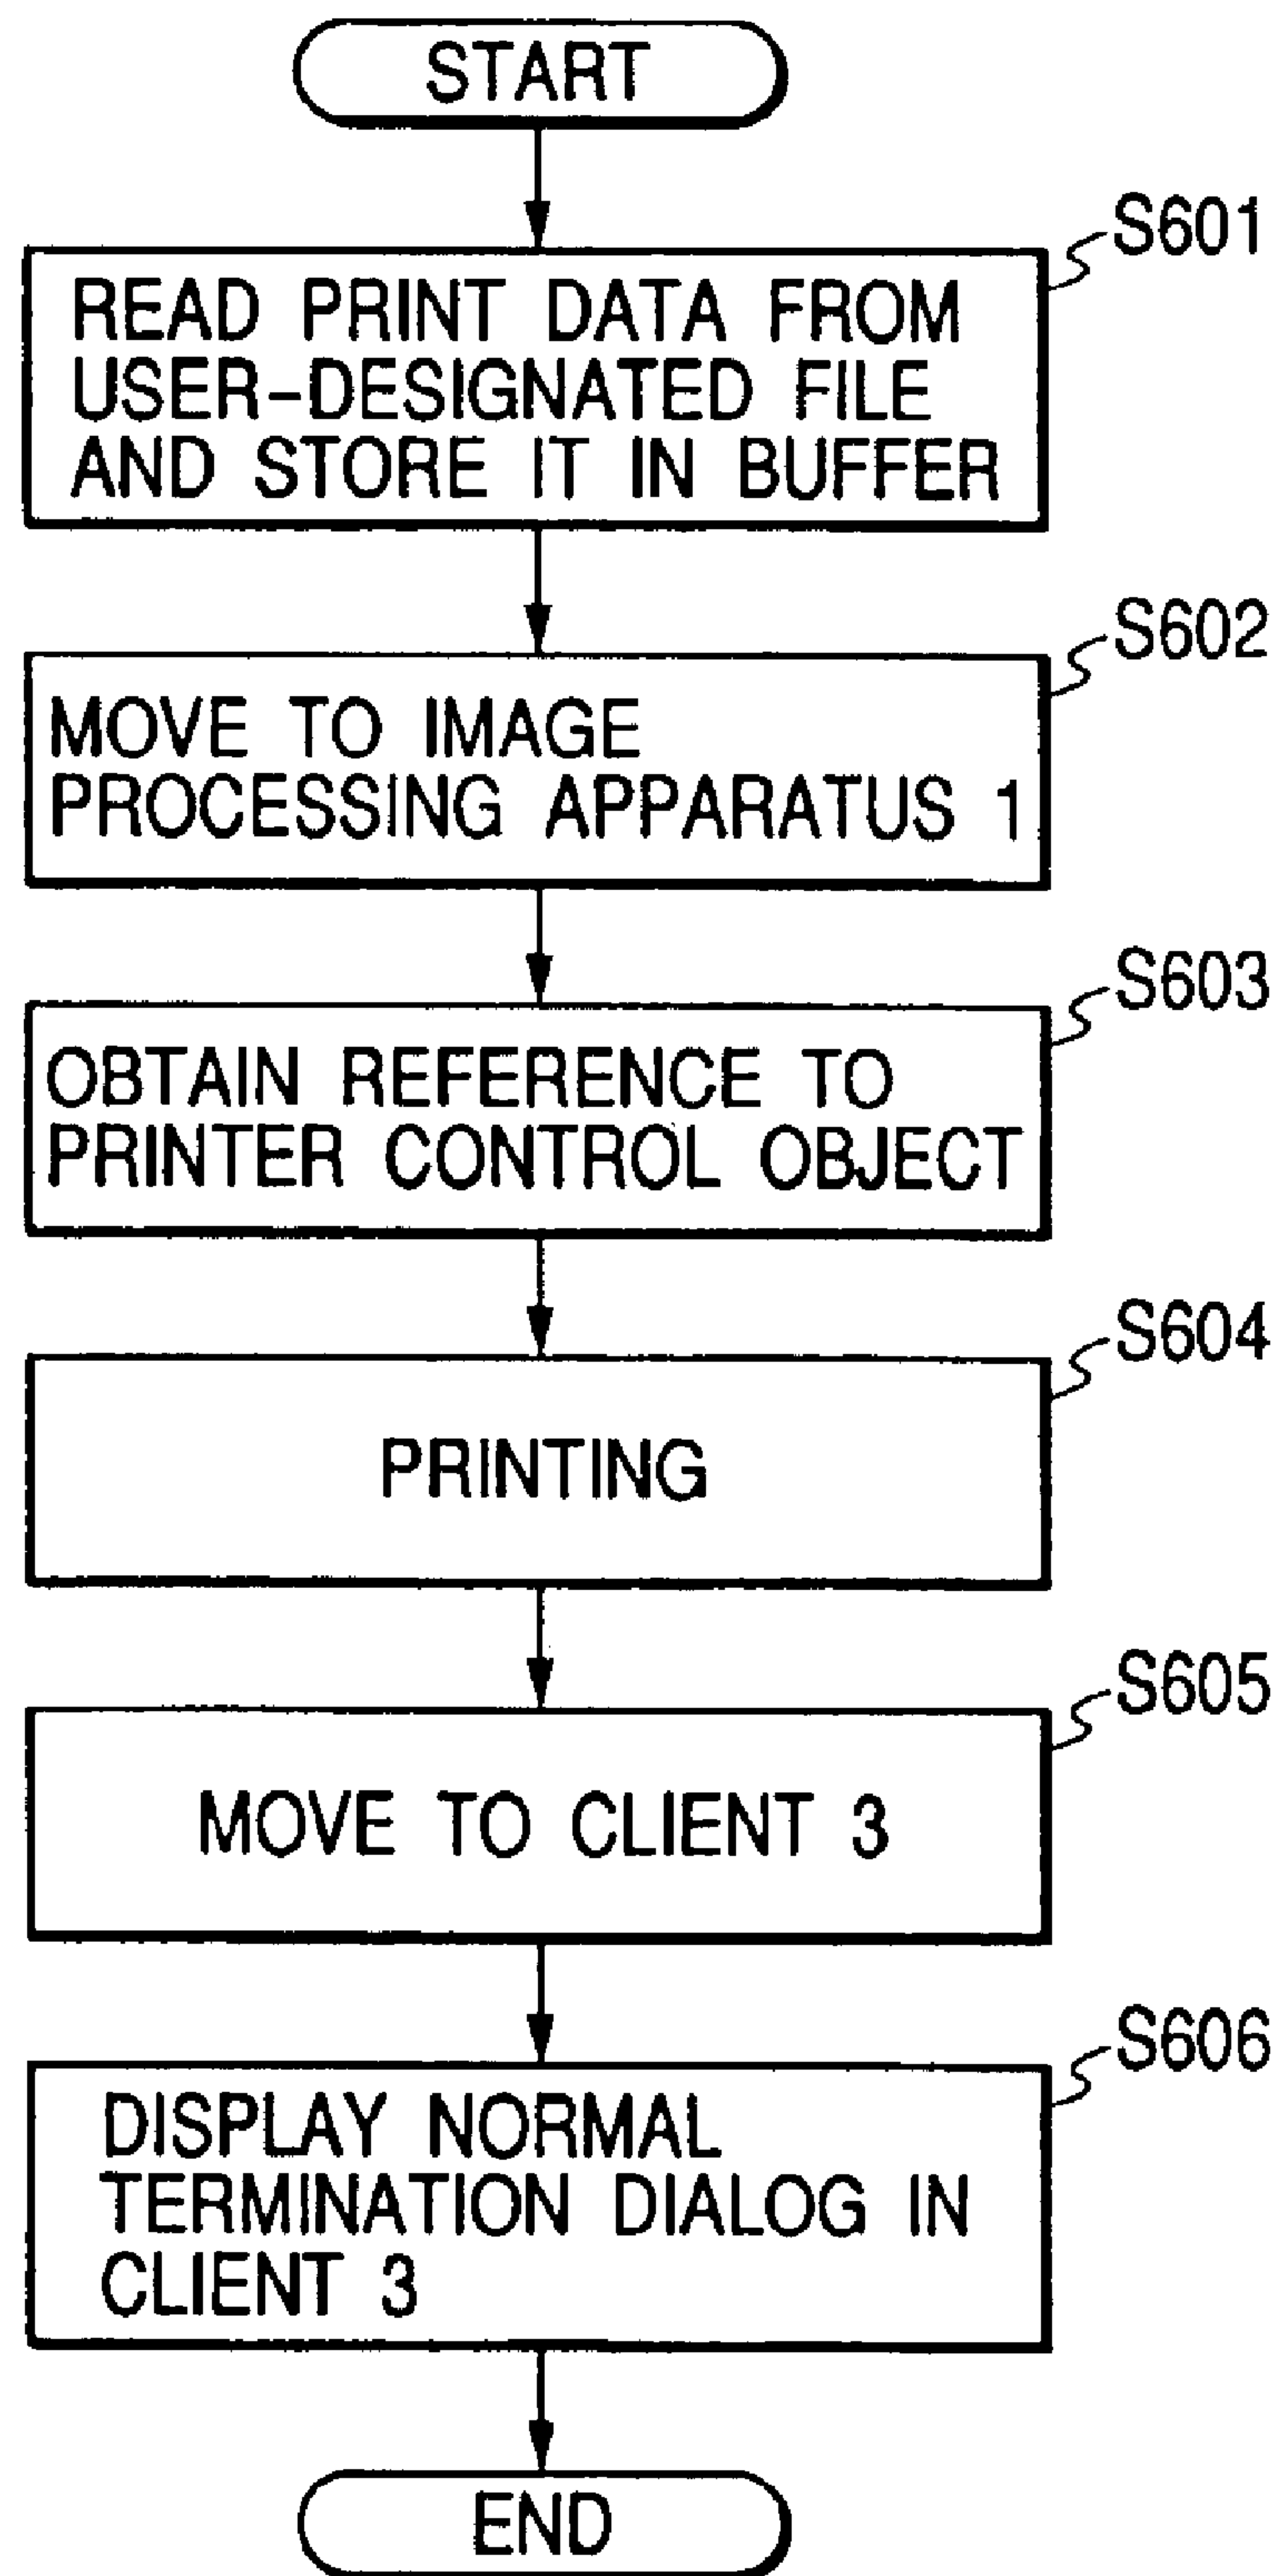 START
S601
READ PRINT DATA FROM
USER-DESIGNATED FILE
AND STORE IT IN BUFFER
S602
MOVE TO IMAGE
PROCESSING APPARATUS 1
S603
OBTAIN REFERENCE TO
PRINTER CONTROL OBJECT
S604
PRINTING
S605
MOVE TO CLIENT 3
S606
DISPLAY NORMAL
TERMINATION DIALOG IN
CLIENT 3
END